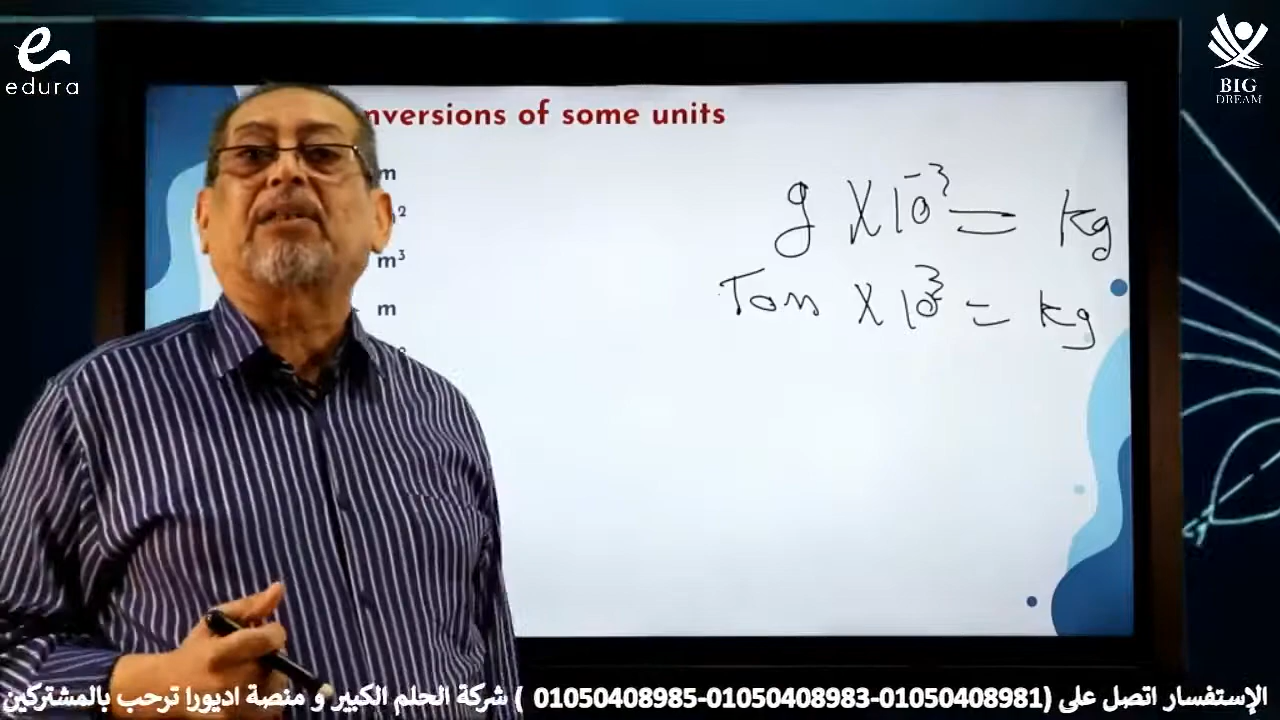 edura
BIG
DREAM
nversions of some units
m
2
m³
m
g X 10⁻³ = kg
Ton X 10³ = kg
الإستفسار اتصل على (01050408981-01050408983-01050408985 ) شركة الحلم الكبير و منصة اديورا ترحب بالمشتركين